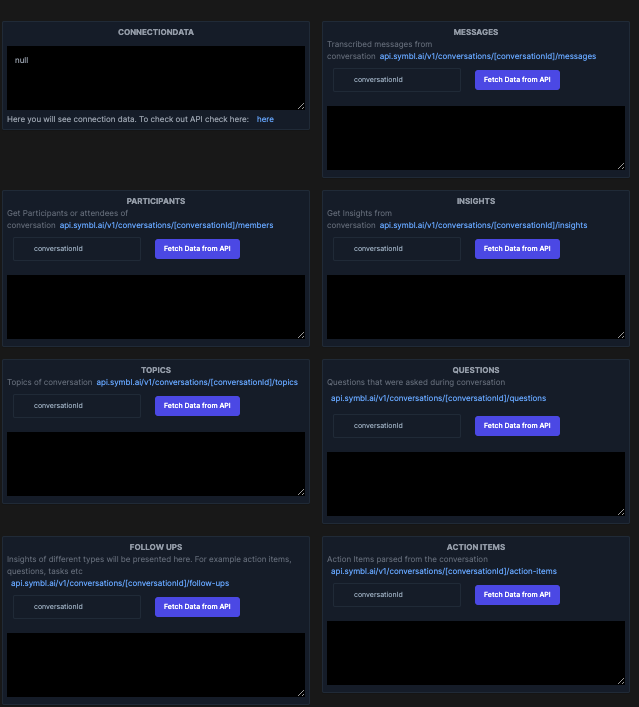 CONNECTIONDATA
null
Here you will see connection data. To check out API check here: here
MESSAGES
Transcribed messages from
conversation api.symbl.ai/v1/conversations/[conversationId]/messages
conversationId
Fetch Data from API
PARTICIPANTS
Get Participants or attendees of
conversation api.symbl.ai/v1/conversations/[conversationId]/members
conversationId
Fetch Data from API
INSIGHTS
Get Insights from
conversation api.symbl.ai/v1/conversations/[conversationId]/insights
conversationId
Fetch Data from API
TOPICS
Topics of conversation api.symbl.ai/v1/conversations/[conversationId]/topics
conversationId
Fetch Data from API
QUESTIONS
Questions that were asked during conversation
api.symbl.ai/v1/conversations/[conversationId]/questions
conversationId
Fetch Data from API
FOLLOW UPS
Insights of different types will be presented here. For example action items,
questions, tasks etc
api.symbl.ai/v1/conversations/[conversationId]/follow-ups
conversationId
Fetch Data from API
ACTION ITEMS
Action Items parsed from the conversation
api.symbl.ai/v1/conversations/[conversationId]/action-items
conversationId
Fetch Data from API